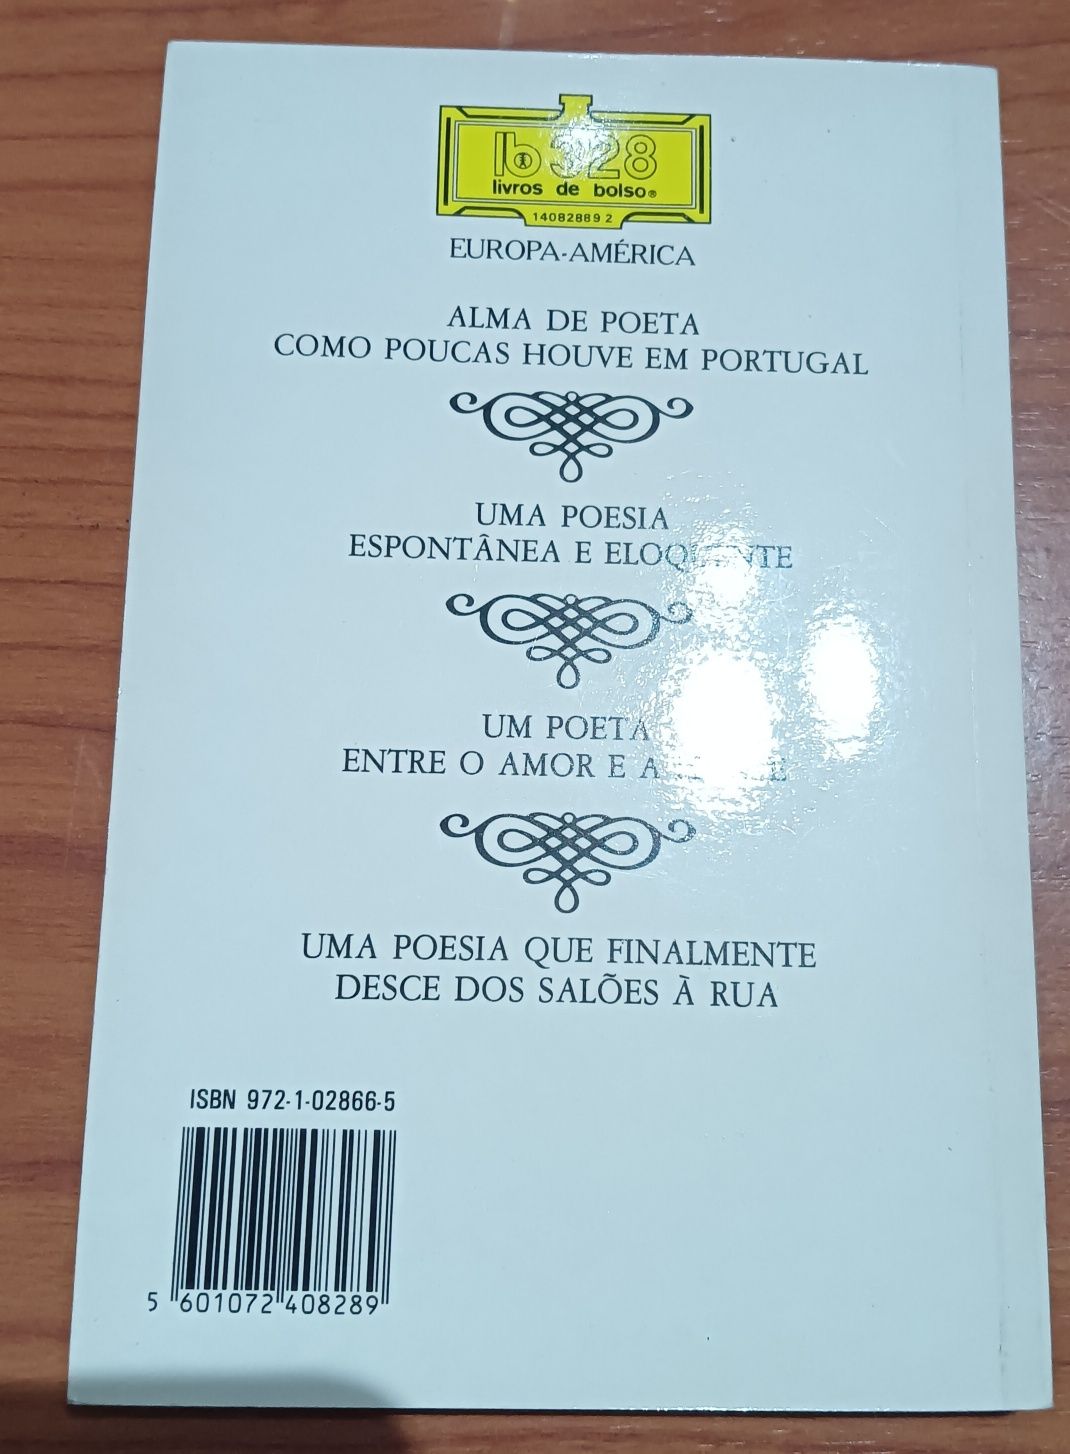 lb 328
livros de bolso®
14082889 2
EUROPA-AMÉRICA
ALMA DE POETA
COMO POUCAS HOUVE EM PORTUGAL
UMA POESIA
ESPONTÂNEA E ELOQUENTE
UM POETA
ENTRE O AMOR E A
UMA POESIA QUE FINALMENTE
DESCE DOS SALÕES À RUA
ISBN 972-1-02866-5
5 601072 408289